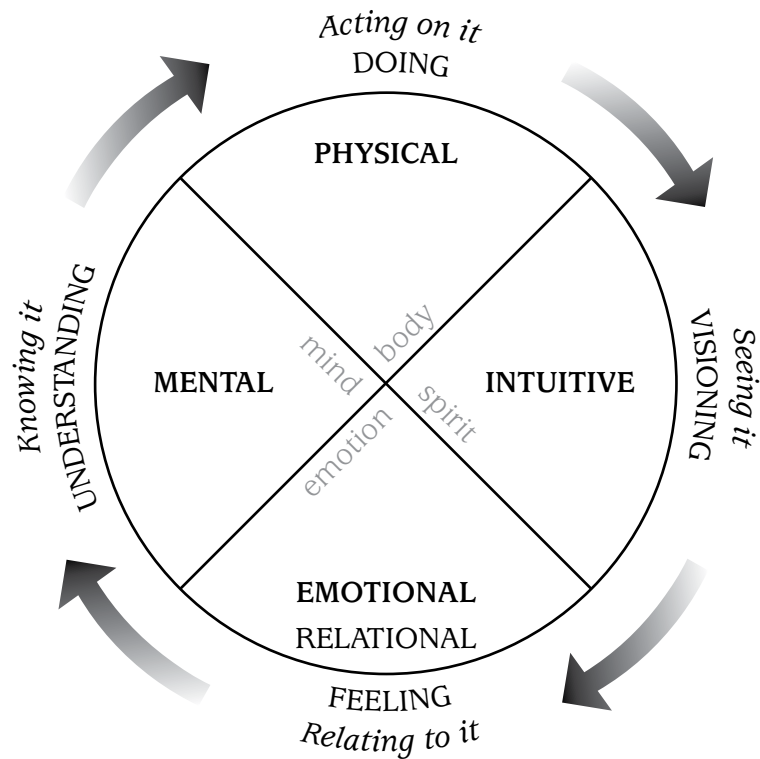 Acting on it
DOING
PHYSICAL
body
mind
spirit
emotion
Knowing it
UNDERSTANDING
MENTAL
INTUITIVE
VISIONING
Seeing it
EMOTIONAL
RELATIONAL
FEELING
Relating to it